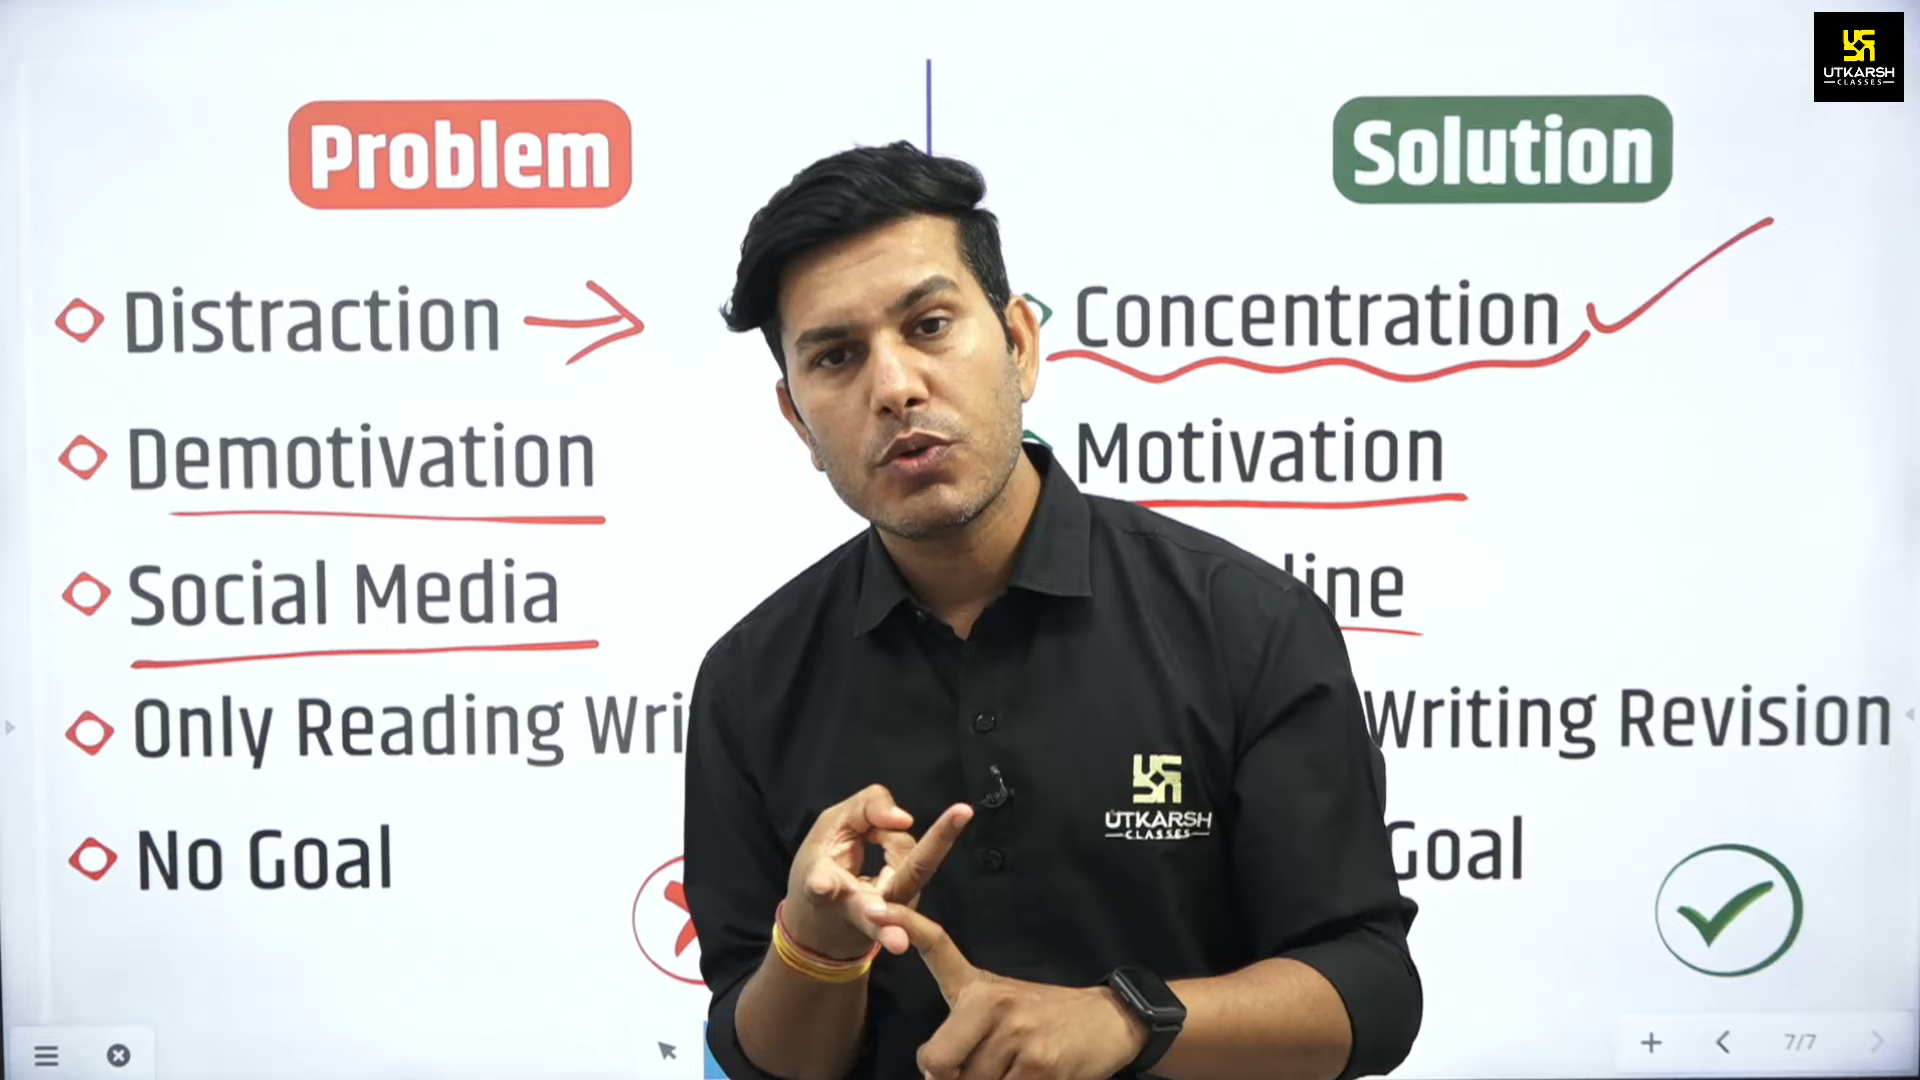 UTKARSH
CLASSES
Problem
Distraction
Demotivation
Social Media
Only Reading Wri
No Goal
Solution
Concentration
Motivation
line
Writing Revision
Goal
UTKARSH
CLASSES
7/7